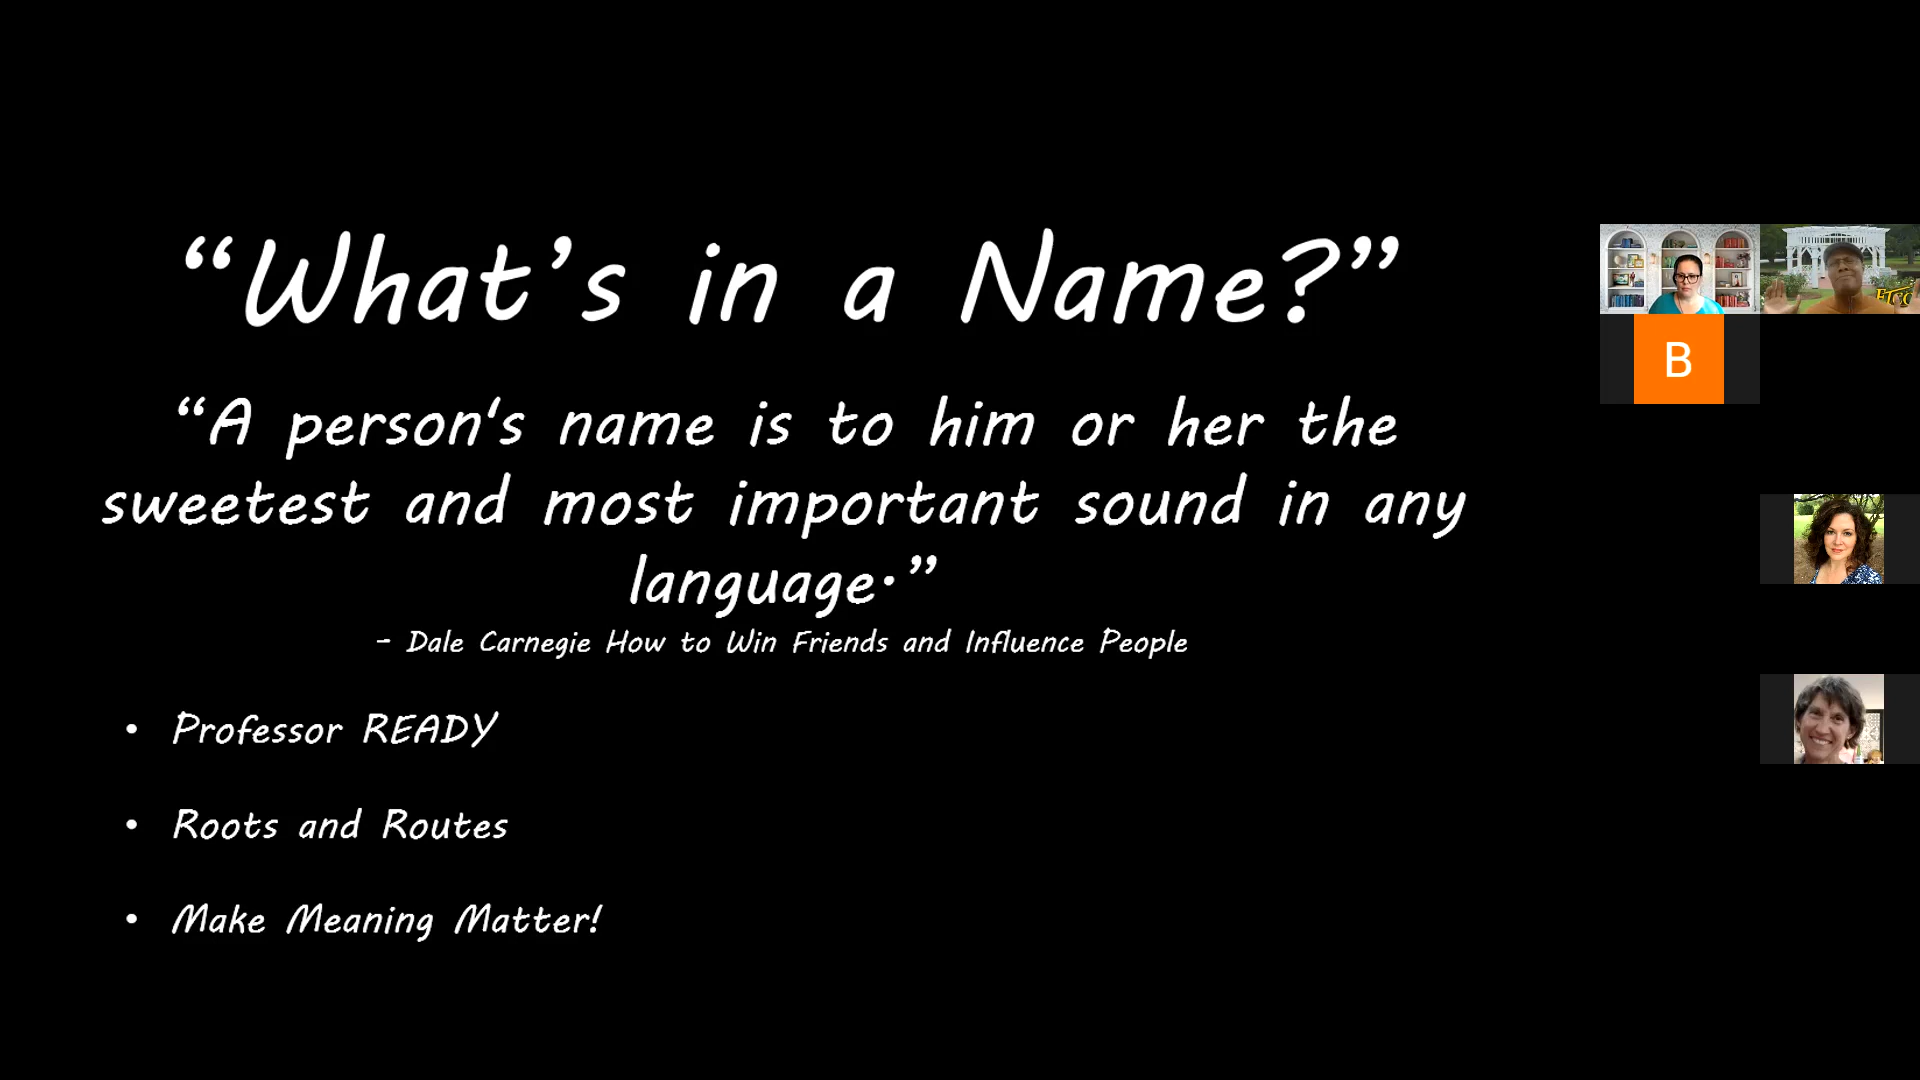 “What’s in a Name?”
“A person's name is to him or her the
sweetest and most important sound in any
language.”
- Dale Carnegie How to Win Friends and Influence People
• Professor READY
• Roots and Routes
• Make Meaning Matter!
B
FTCC